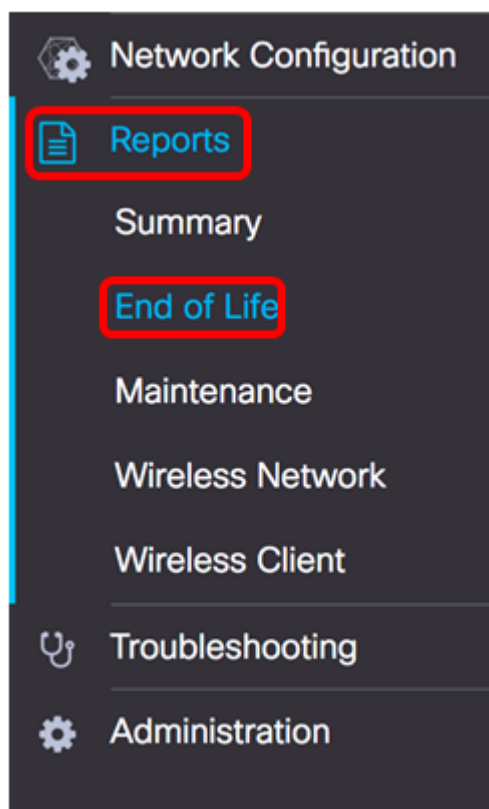 Network Configuration
Reports
Summary
End of Life
Maintenance
Wireless Network
Wireless Client
Troubleshooting
Administration